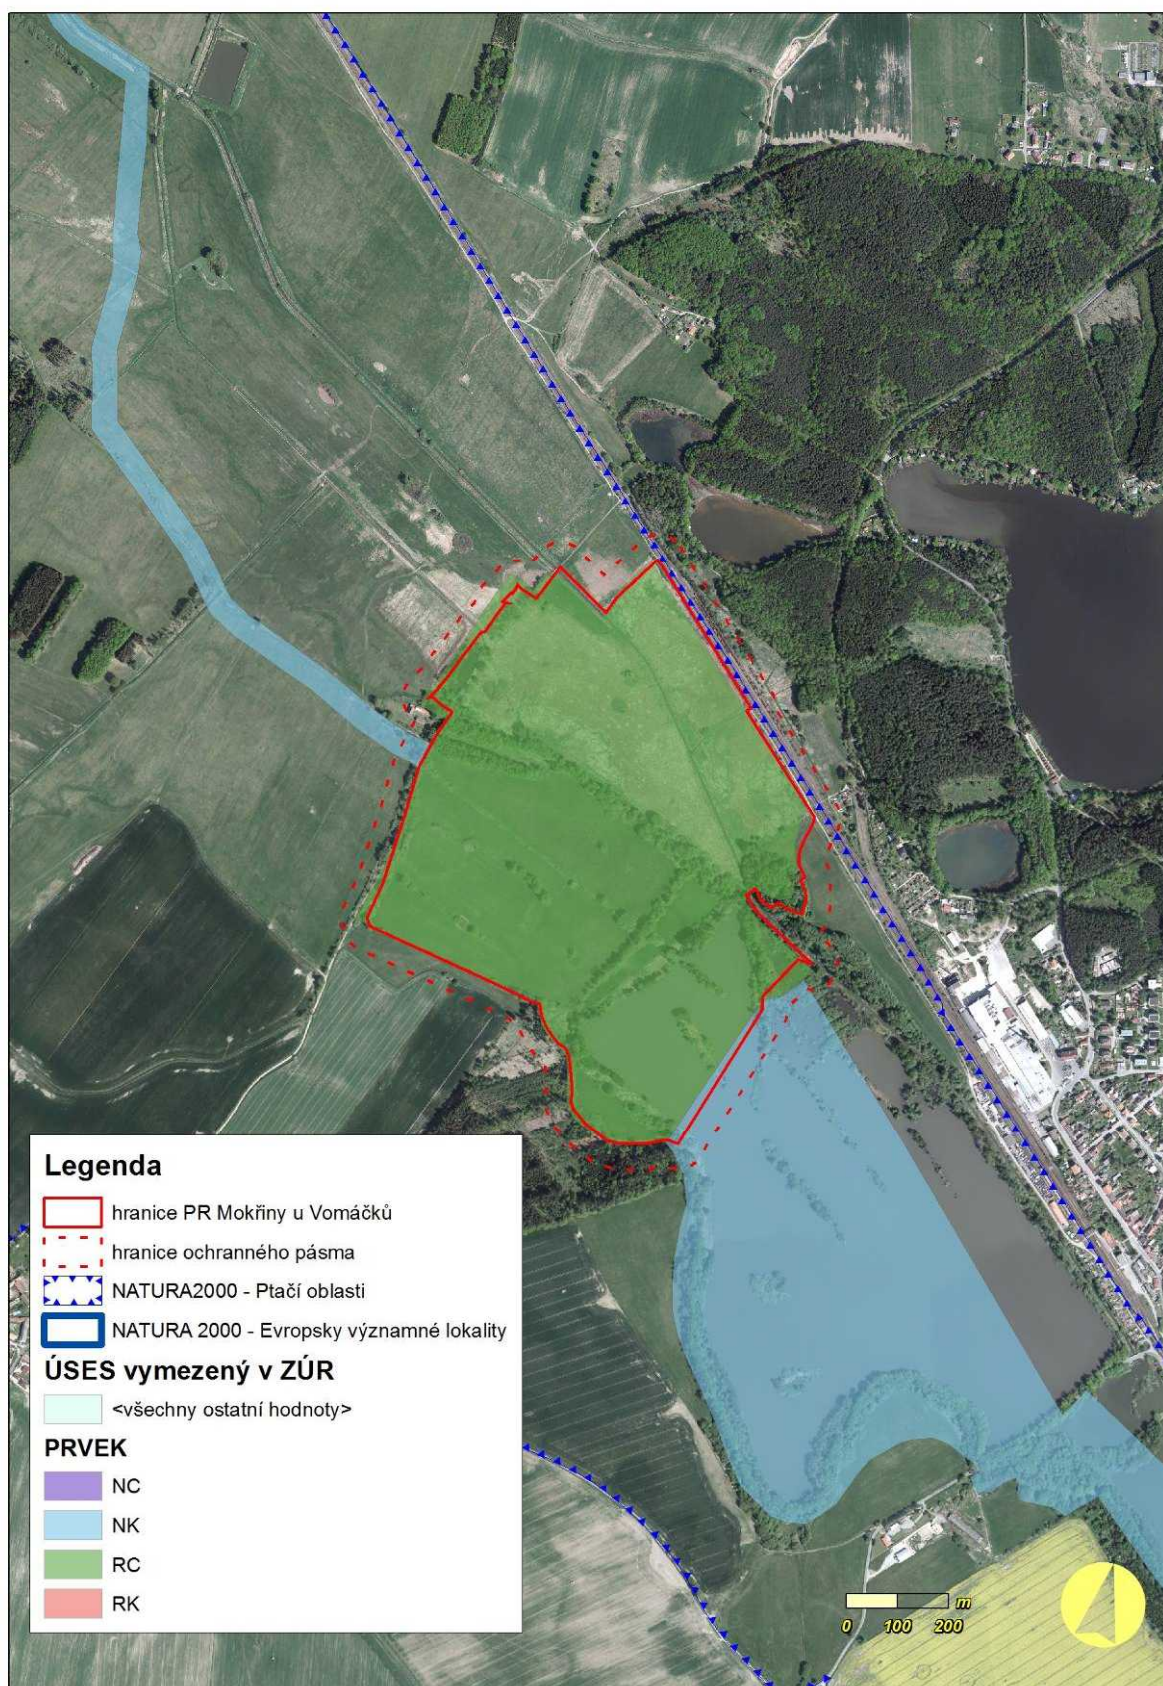 Legenda
hranice PR Mokřiny u Vomáčků
hranice ochranného pásma
NATURA2000 - Ptačí oblasti
NATURA 2000 - Evropsky významné lokality
ÚSES vymezený v ZÚR
<všechny ostatní hodnoty>
PRVEK
NC
NK
RC
RK
m
0 100 200